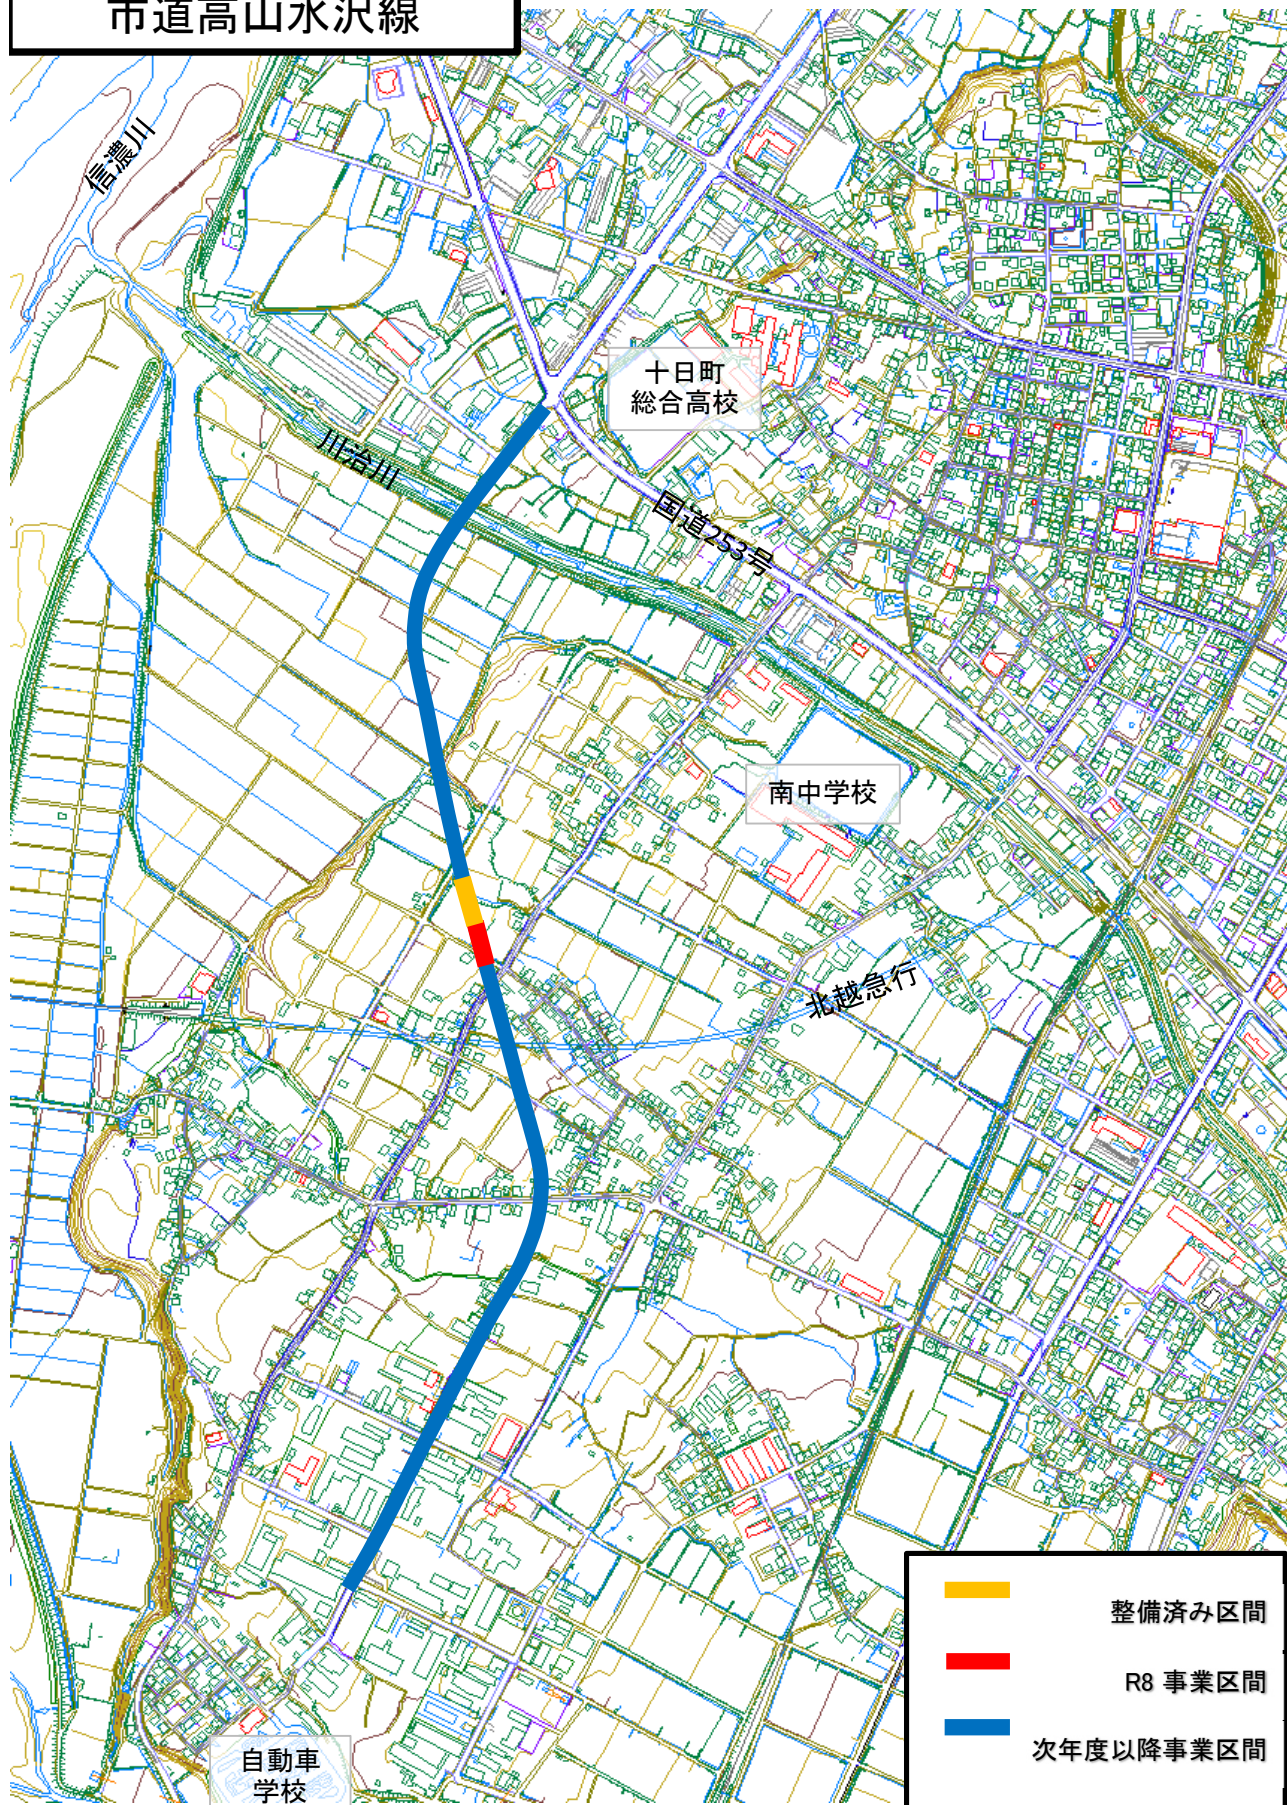 市道高山水沢線
信濃川
十日町
総合高校
川治川
国道253号
南中学校
北越急行
整備済み区間
R8 事業区間
次年度以降事業区間
自動車
学校